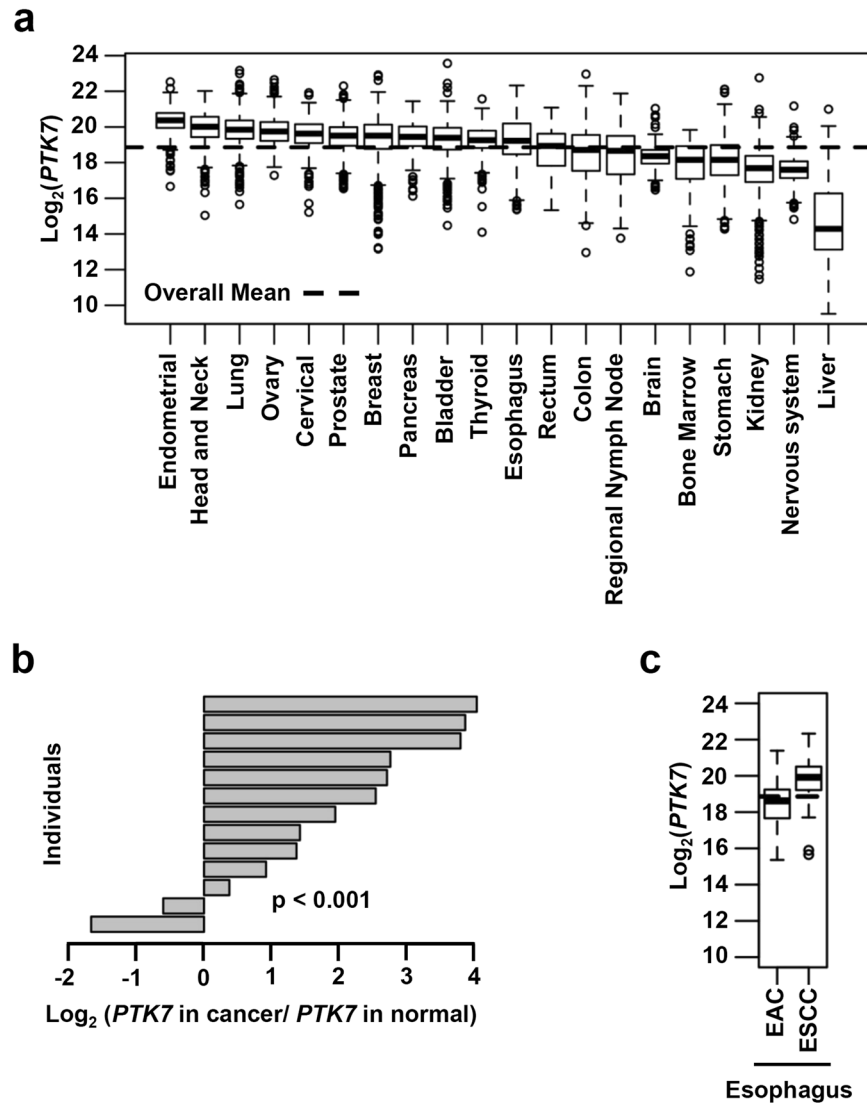 a
Log2(PTK7)
24
22
20
18
16
14
12
10
Overall Mean
Endometrial
Head and Neck
Lung
Ovary
Cervical
Prostate
Breast
Pancreas
Bladder
Thyroid
Esophagus
Rectum
Colon
Regional Nymph Node
Brain
Bone Marrow
Stomach
Kidney
Nervous system
Liver
b
Individuals
p < 0.001
-2 -1 0 1 2 3 4
Log2 (PTK7 in cancer/ PTK7 in normal)
c
Log2(PTK7)
24
22
20
18
16
14
12
10
EAC
ESCC
Esophagus